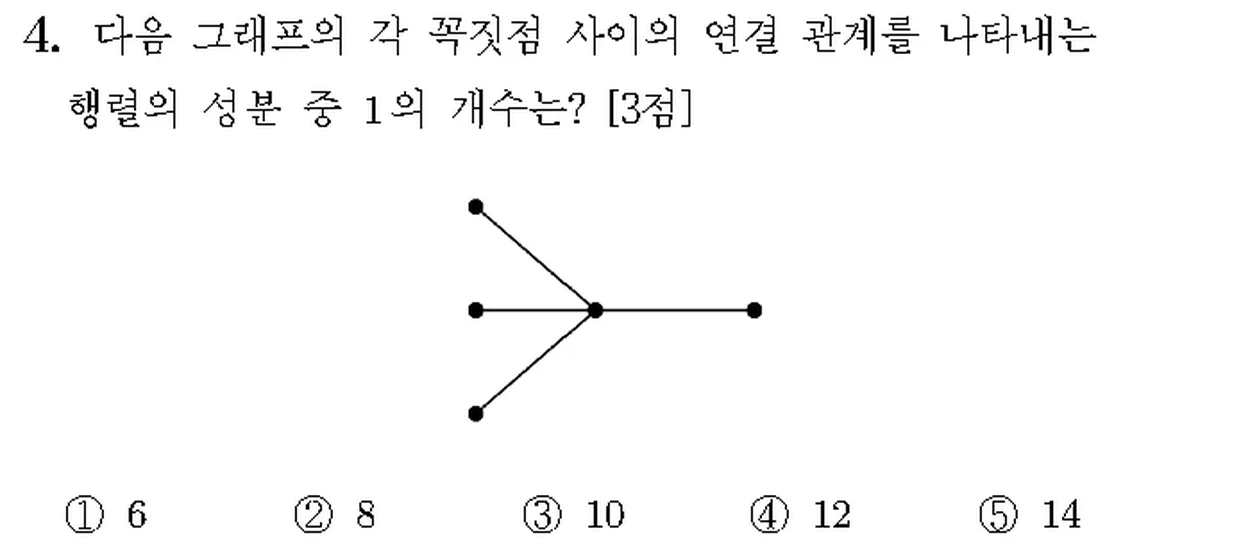 4. 다음 그래프의 각 꼭짓점 사이의 연결 관계를 나타내는
행렬의 성분 중 1의 개수는? [3점]
① 6 ② 8 ③ 10 ④ 12 ⑤ 14